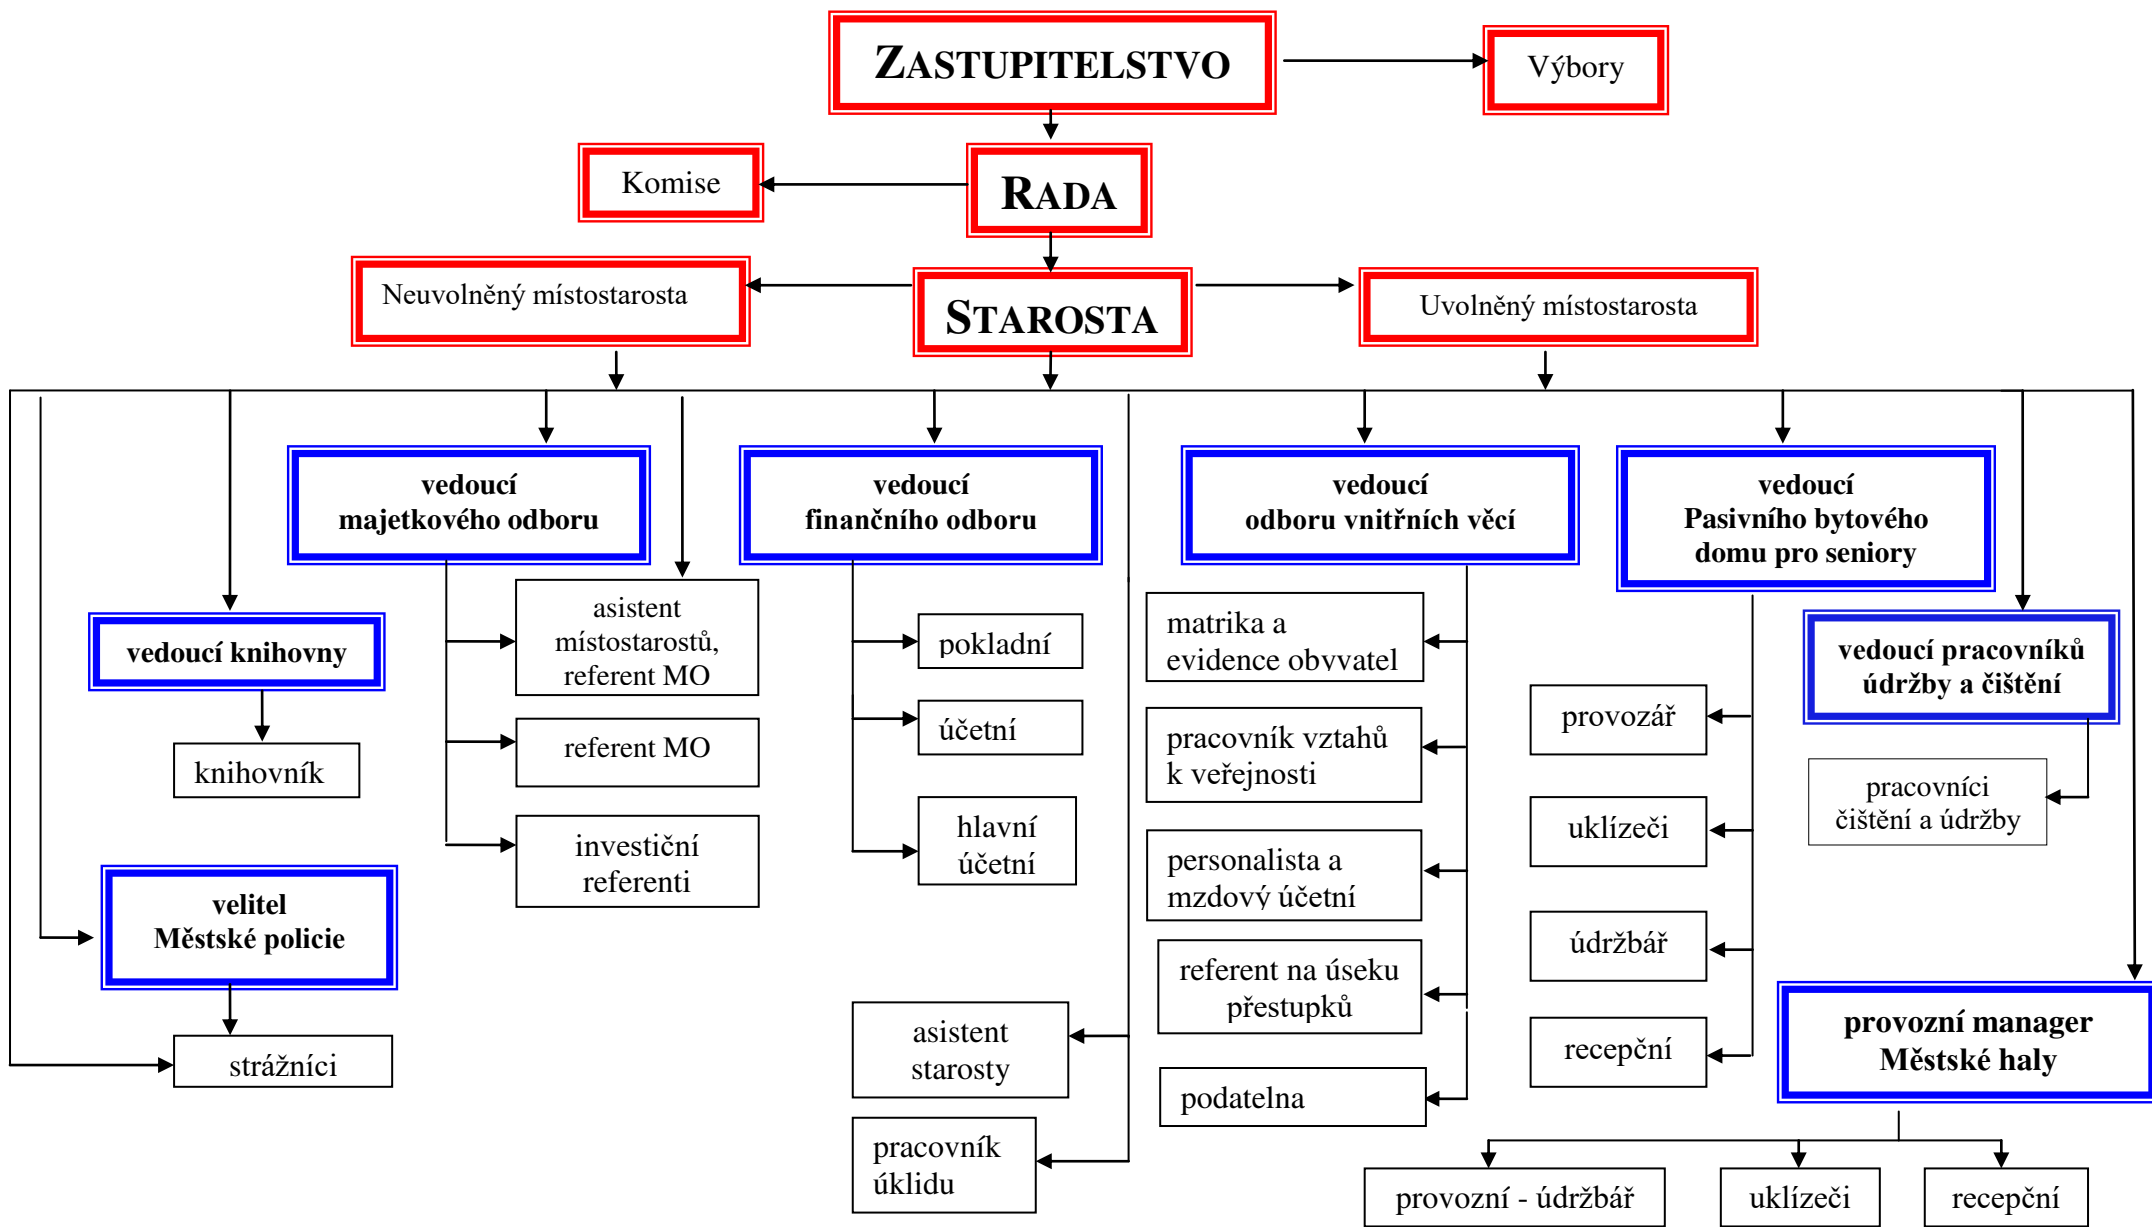 ZASTUPITELSTVO
Výbory
Komise
RADA
Neuvolněný místostarosta
STAROSTA
Uvolněný místostarosta
vedoucí
majetkového odboru
vedoucí
finančního odboru
vedoucí
odboru vnitřních věcí
vedoucí
Pasivního bytového
domu pro seniory
vedoucí knihovny
knihovník
asistent
místostarostů,
referent MO
referent MO
investiční
referenti
pokladní
účetní
hlavní
účetní
matrika a
evidence obyvatel
pracovník vztahů
k veřejnosti
personalista a
mzdový účetní
referent na úseku
přestupků
podatelna
provozář
uklízeči
údržbář
recepční
vedoucí pracovníků
údržby a čištění
pracovníci
čištění a údržby
velitel
Městské policie
strážníci
asistent
starosty
pracovník
úklidu
provozní manager
Městské haly
provozní - údržbář
uklízeči
recepční